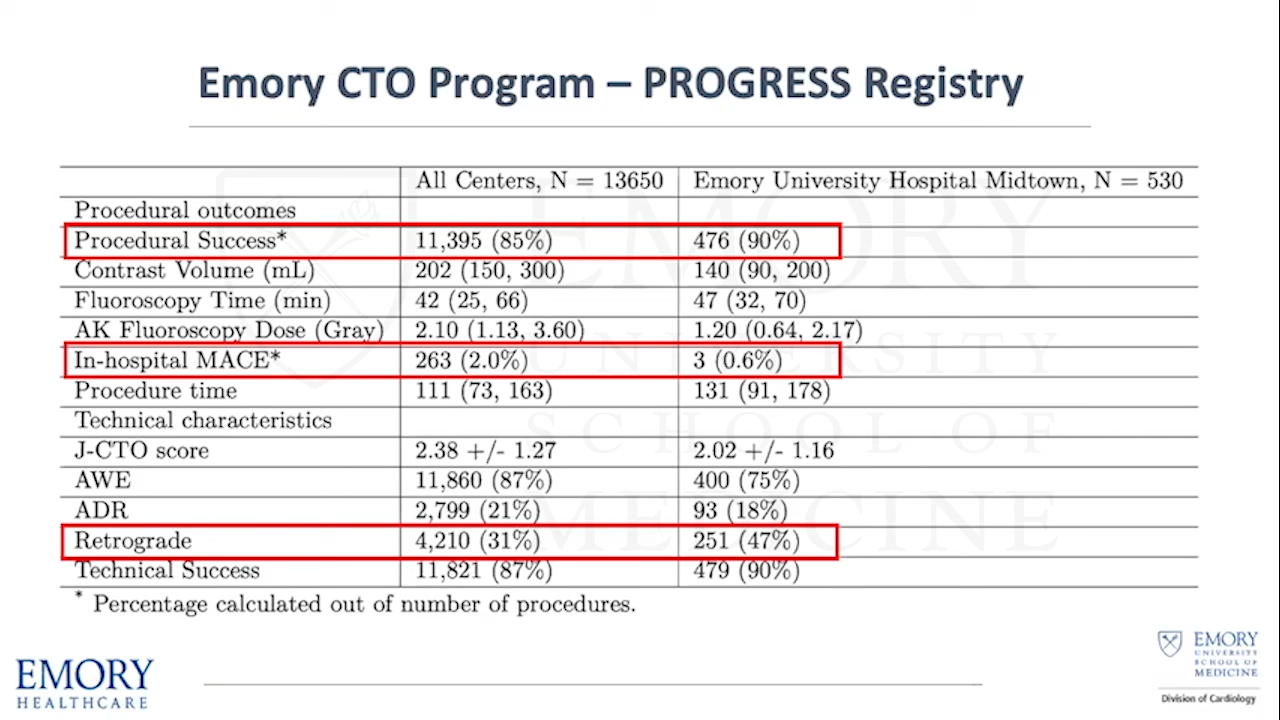 Emory CTO Program – PROGRESS Registry
All Centers, N = 13650 Emory University Hospital Midtown, N = 530
Procedural outcomes
Procedural Success* 11,395 (85%) 476 (90%)
Contrast Volume (mL) 202 (150, 300) 140 (90, 200)
Fluoroscopy Time (min) 42 (25, 66) 47 (32, 70)
AK Fluoroscopy Dose (Gray) 2.10 (1.13, 3.60) 1.20 (0.64, 2.17)
In-hospital MACE* 263 (2.0%) 3 (0.6%)
Procedure time 111 (73, 163) 131 (91, 178)
Technical characteristics
J-CTO score 2.38 +/- 1.27 2.02 +/- 1.16
AWE 11,860 (87%) 400 (75%)
ADR 2,799 (21%) 93 (18%)
Retrograde 4,210 (31%) 251 (47%)
Technical Success 11,821 (87%) 479 (90%)
* Percentage calculated out of number of procedures.
EMORY
UNIVERSITY
SCHOOL OF
MEDICINE
EMORY
HEALTHCARE
EMORY
UNIVERSITY
SCHOOL OF
MEDICINE
Division of Cardiology